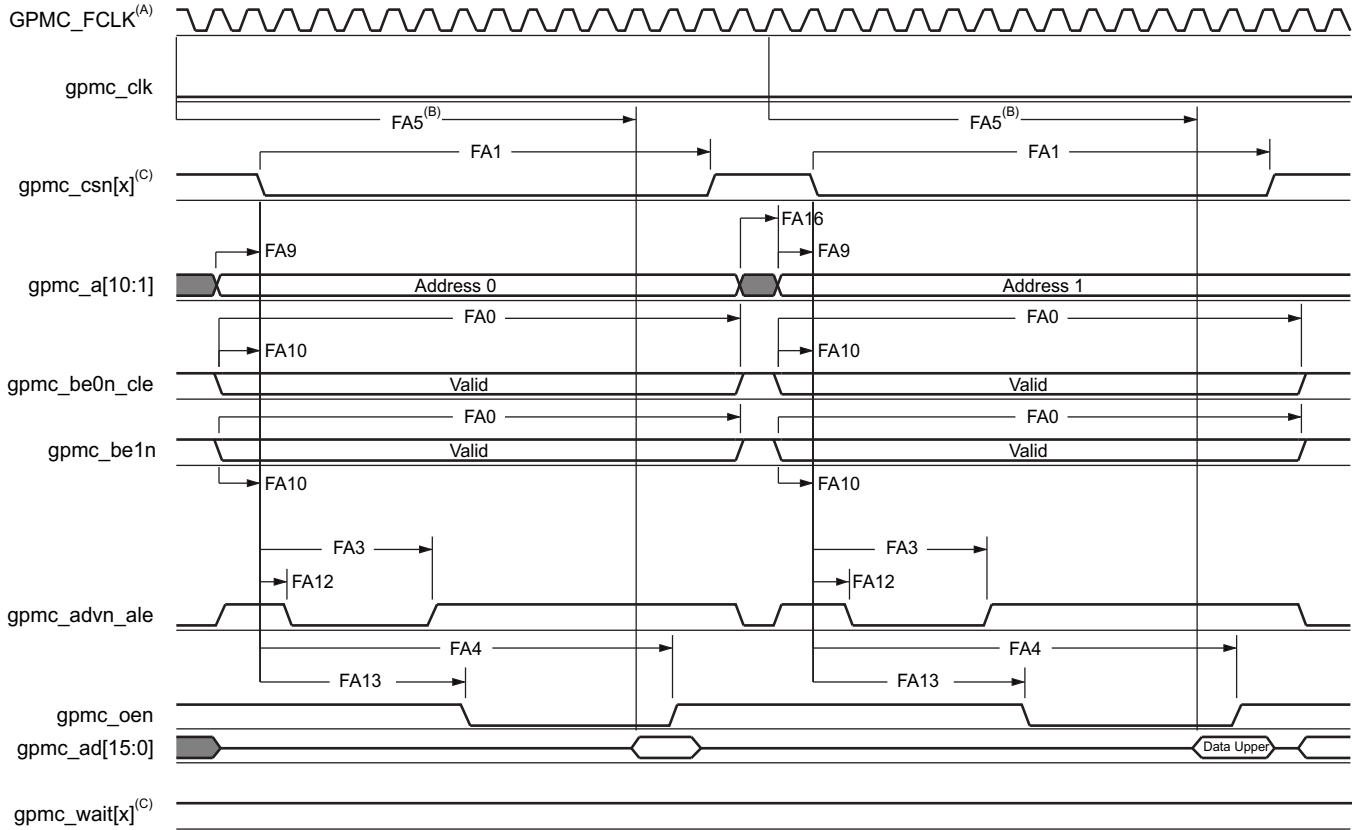 GPMC_FCLK(A)
gpmc_clk
FA5(B) FA5(B)
FA1 FA1
gpmc_csn[x](C)
FA16
FA9 FA9
gpmc_a[10:1] Address 0 Address 1
FA0 FA0
FA10 FA10
gpmc_be0n_cle Valid Valid
FA0 FA0
gpmc_be1n Valid Valid
FA10 FA10
FA3 FA3
FA12 FA12
gpmc_advn_ale
FA4 FA4
FA13 FA13
gpmc_oen
gpmc_ad[15:0] Data Upper
gpmc_wait[x](C)